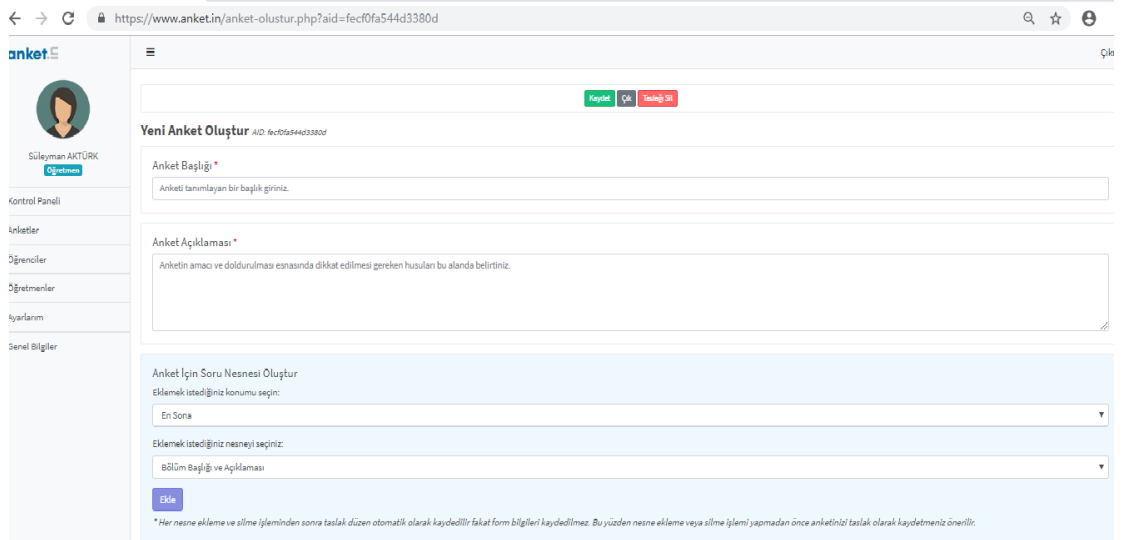 https://www.anket.in/anket-olustur.php?aid=fecf0fa544d3380d
anket.in
Kaydet Çık Taslağı Sil
Yeni Anket Oluştur AID: fecf0fa544d3380d
Süleyman AKTÜRK
Öğretmen
Kontrol Paneli
Anketler
Öğrenciler
Öğretmenler
Ayarlarım
Genel Bilgiler
Anket Başlığı *
Anketi tanımlayan bir başlık giriniz.
Anket Açıklaması *
Anketin amacı ve doldurulması esnasında dikkat edilmesi gereken husuları bu alanda belirtiniz.
Anket İçin Soru Nesnesi Oluştur
Eklemek istediğiniz konumu seçin:
En Sona
Eklemek istediğiniz nesneyi seçiniz:
Bölüm Başlığı ve Açıklaması
Ekle
* Her nesne ekleme ve silme işleminden sonra taslak düzen otomatik olarak kaydedilir fakat form bilgileri kaydedilmez. Bu yüzden nesne ekleme veya silme işlemi yapmadan önce anketinizi taslak olarak kaydetmeniz önerilir.